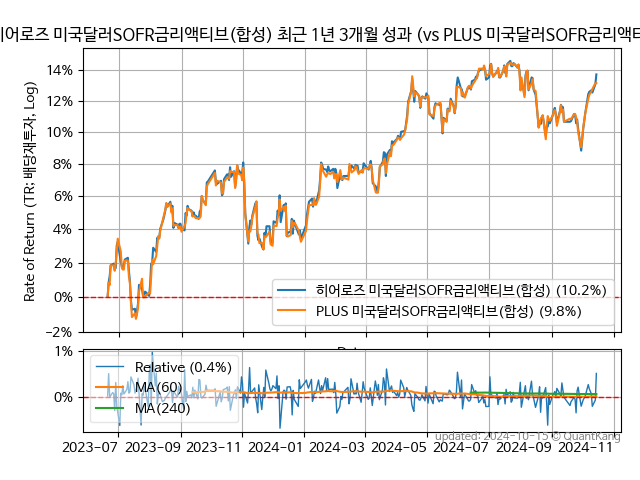 히어로즈 미국달러SOFR금리액티브(합성) 최근 1년 3개월 성과 (vs PLUS 미국달러SOFR금리액티
Rate of Return (TR: 배당재투자, Log)
14%
12%
10%
8%
6%
4%
2%
0%
−2%
히어로즈 미국달러SOFR금리액티브(합성) (10.2%)
PLUS 미국달러SOFR금리액티브(합성) (9.8%)
1%
0%
Relative (0.4%)
MA(60)
MA(240)
2023-07 2023-09 2023-11 2024-01 2024-03 2024-05 2024-07 2024-09 2024-11
updated: 2024-10-15 © QuantKang